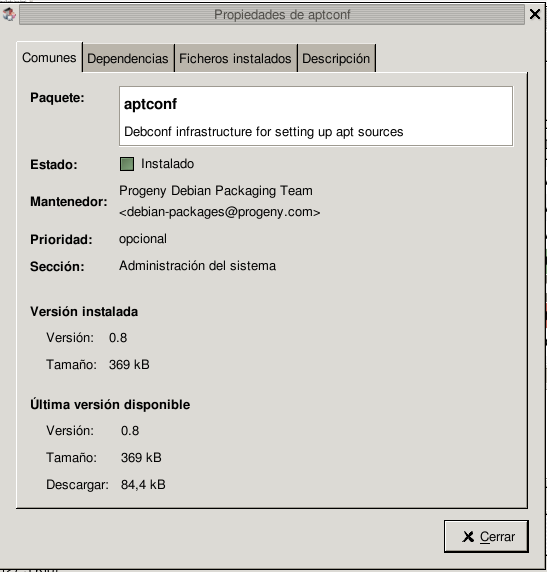 Propiedades de aptconf
Comunes Dependencias Ficheros instalados Descripción
Paquete: aptconf
Debconf infrastructure for setting up apt sources
Estado: Instalado
Mantenedor: Progeny Debian Packaging Team
<debian-packages@progeny.com>
Prioridad: opcional
Sección: Administración del sistema
Versión instalada
Versión: 0.8
Tamaño: 369 kB
Última versión disponible
Versión: 0.8
Tamaño: 369 kB
Descargar: 84,4 kB
Cerrar